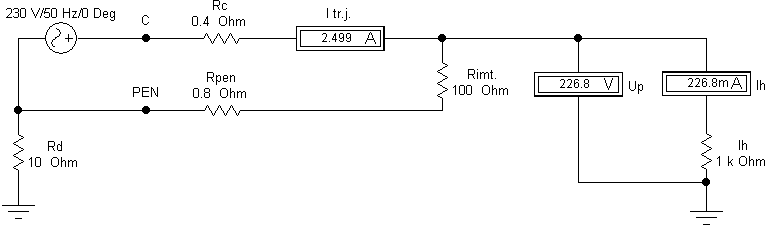 230 V/50 Hz/0 Deg
C
Rc
0.4 Ohm
I tr.j.
2.499 A
PEN
Rpen
0.8 Ohm
Rimt.
100 Ohm
226.8 V
Up
226.8m A
Ih
Rd
10 Ohm
Ih
1 k Ohm